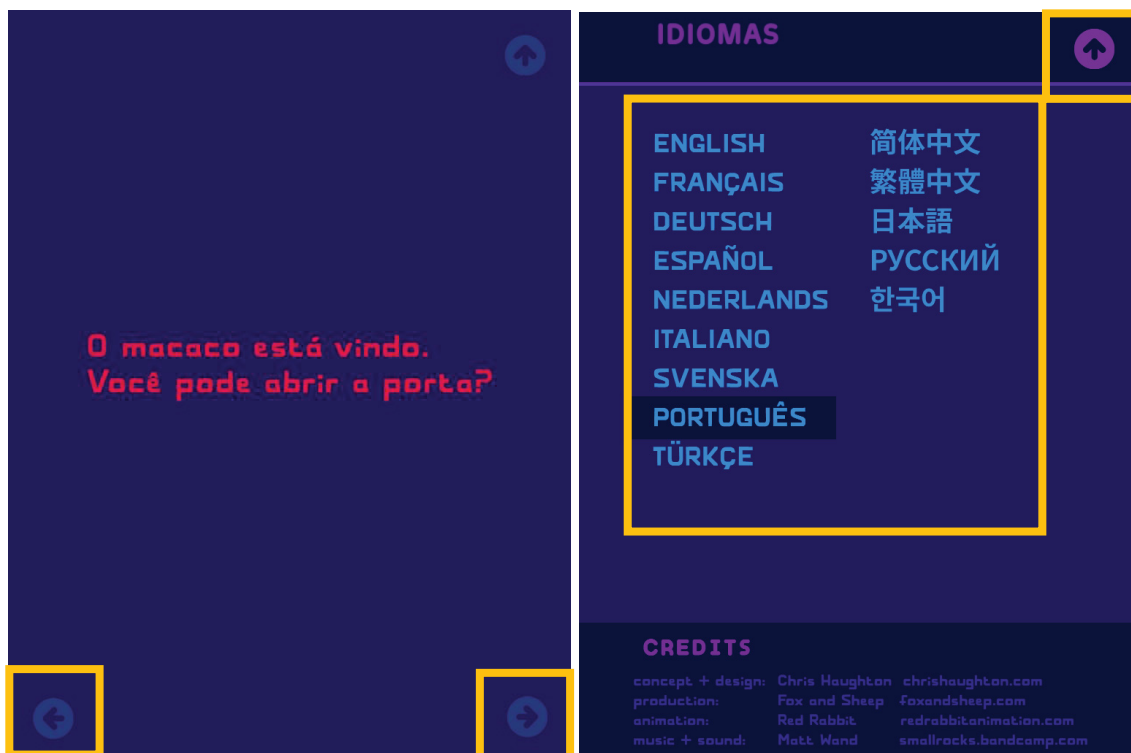 O macaco está vindo.
Você pode abrir a porta?
IDIOMAS
ENGLISH
FRANÇAIS
DEUTSCH
ESPAÑOL
NEDERLANDS
ITALIANO
SVENSKA
PORTUGUÊS
TÜRKÇE
简体中文
繁體中文
日本語
РУССКИЙ
한국어
CREDITS
concept + design: Chris Haughton chrishaughton.com
production: Fox and Sheep foxandsheep.com
animation: Red Rabbit redrabbitanimation.com
music + sound: Matt Wand smallrocks.bandcamp.com